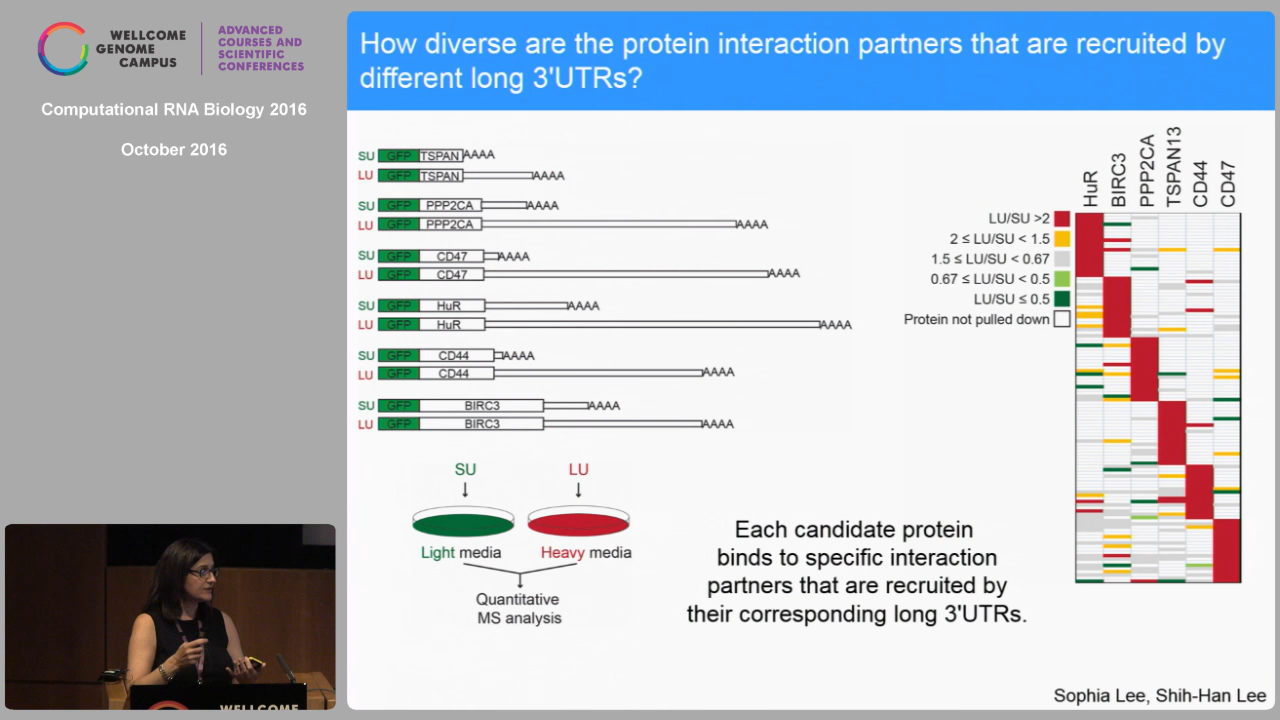 WELLCOME
GENOME
CAMPUS
ADVANCED
COURSES AND
SCIENTIFIC
CONFERENCES
Computational RNA Biology 2016
October 2016
How diverse are the protein interaction partners that are recruited by
different long 3'UTRs?
SU GFP TSPAN AAAA
LU GFP TSPAN AAAA
SU GFP PPP2CA AAAA
LU GFP PPP2CA AAAA
SU GFP CD47 AAAA
LU GFP CD47 AAAA
SU GFP HuR AAAA
LU GFP HuR AAAA
SU GFP CD44 AAAA
LU GFP CD44 AAAA
SU GFP BIRC3 AAAA
LU GFP BIRC3 AAAA
SU LU
Light media Heavy media
Quantitative
MS analysis
HuR
BIRC3
PPP2CA
TSPAN13
CD44
CD47
LU/SU >2
2 ≤ LU/SU < 1.5
1.5 ≤ LU/SU < 0.67
0.67 ≤ LU/SU < 0.5
LU/SU ≤ 0.5
Protein not pulled down
Each candidate protein
binds to specific interaction
partners that are recruited by
their corresponding long 3'UTRs.
Sophia Lee, Shih-Han Lee
WELLCOME